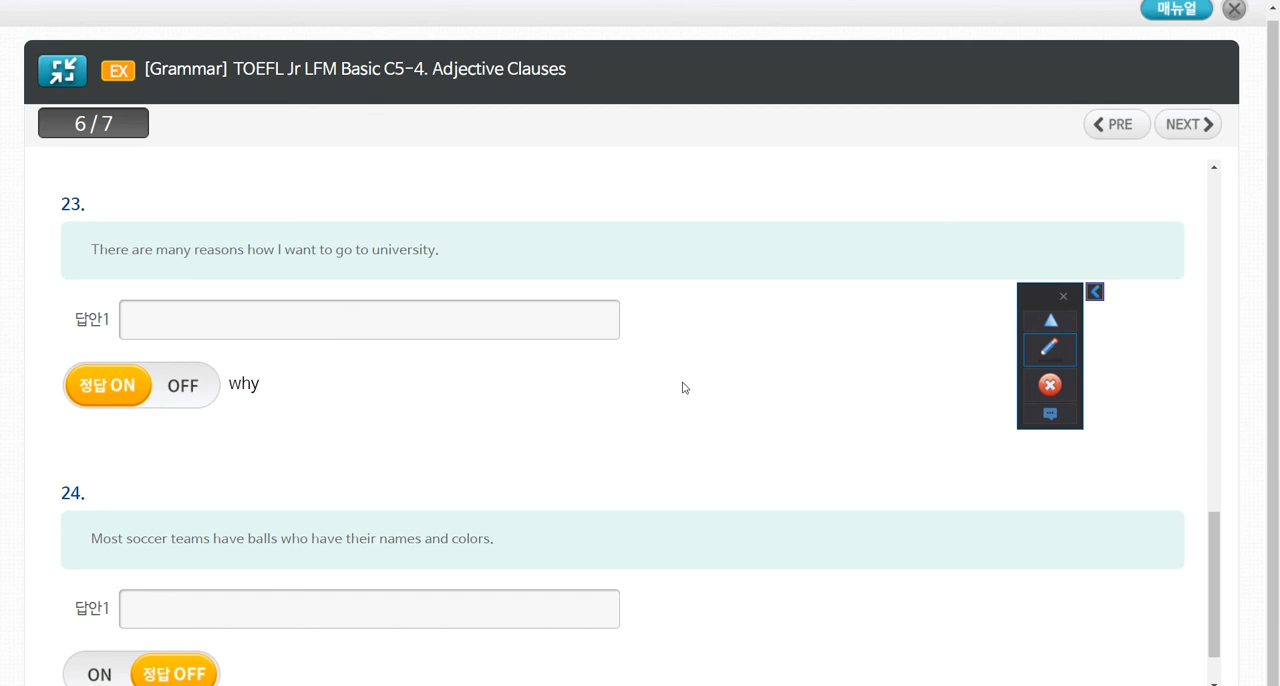 매뉴얼
EX [Grammar] TOEFL Jr LFM Basic C5-4. Adjective Clauses
6 / 7
PRE NEXT
23.
There are many reasons how I want to go to university.
답안1
정답 ON OFF why
24.
Most soccer teams have balls who have their names and colors.
답안1
ON 정답 OFF